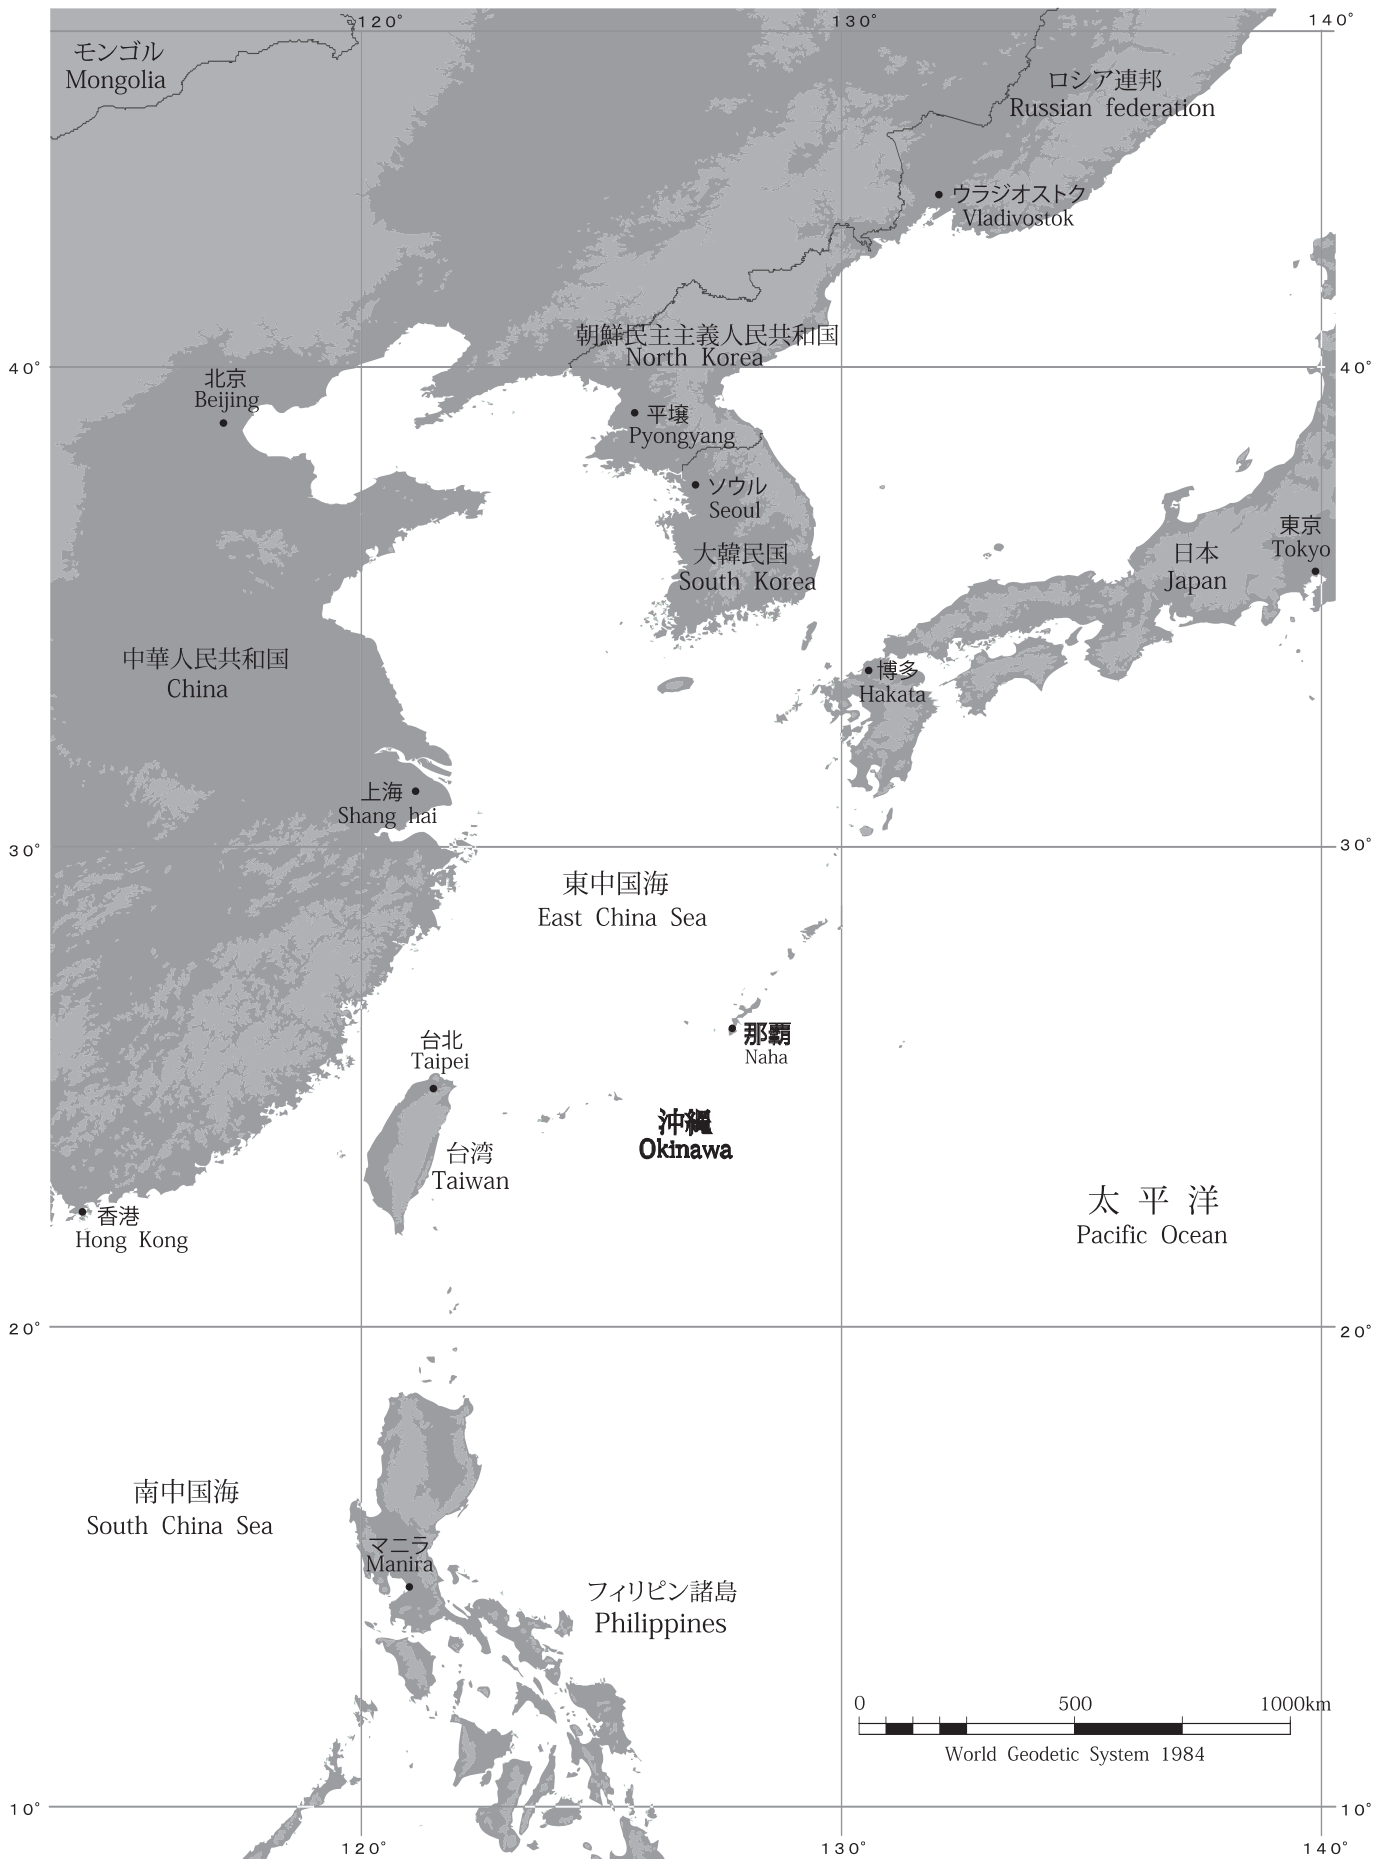 120°
130°
140°
モンゴル
Mongolia
ロシア連邦
Russian federation
ウラジオストク
Vladivostok
朝鮮民主主義人民共和国
North Korea
40°
40°
北京
Beijing
平壌
Pyongyang
ソウル
Seoul
大韓民国
South Korea
東京
Tokyo
日本
Japan
中華人民共和国
China
博多
Hakata
上海
Shang hai
30°
30°
東中国海
East China Sea
那覇
Naha
台北
Taipei
沖縄
Okinawa
台湾
Taiwan
香港
Hong Kong
太平洋
Pacific Ocean
20°
20°
南中国海
South China Sea
マニラ
Manira
フィリピン諸島
Philippines
0 500 1000km
World Geodetic System 1984
10°
10°
120°
130°
140°